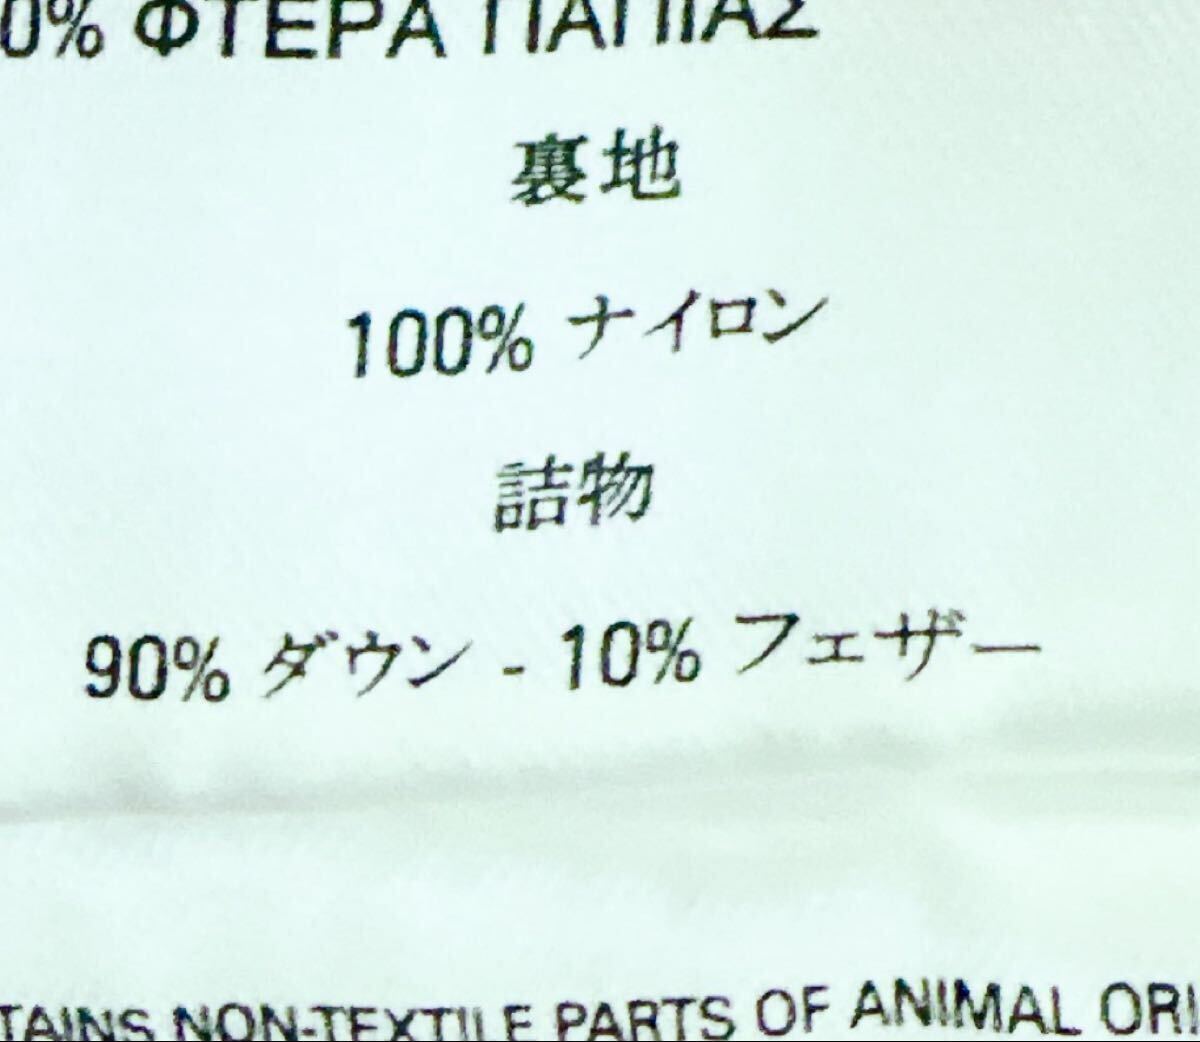 0% ΦΤΕΡΑ ΠΑΠΙΑΣ
裏地
100% ナイロン
詰物
90% ダウン - 10% フェザー
TAINS NON-TEXTILE PARTS OF ANIMAL ORI